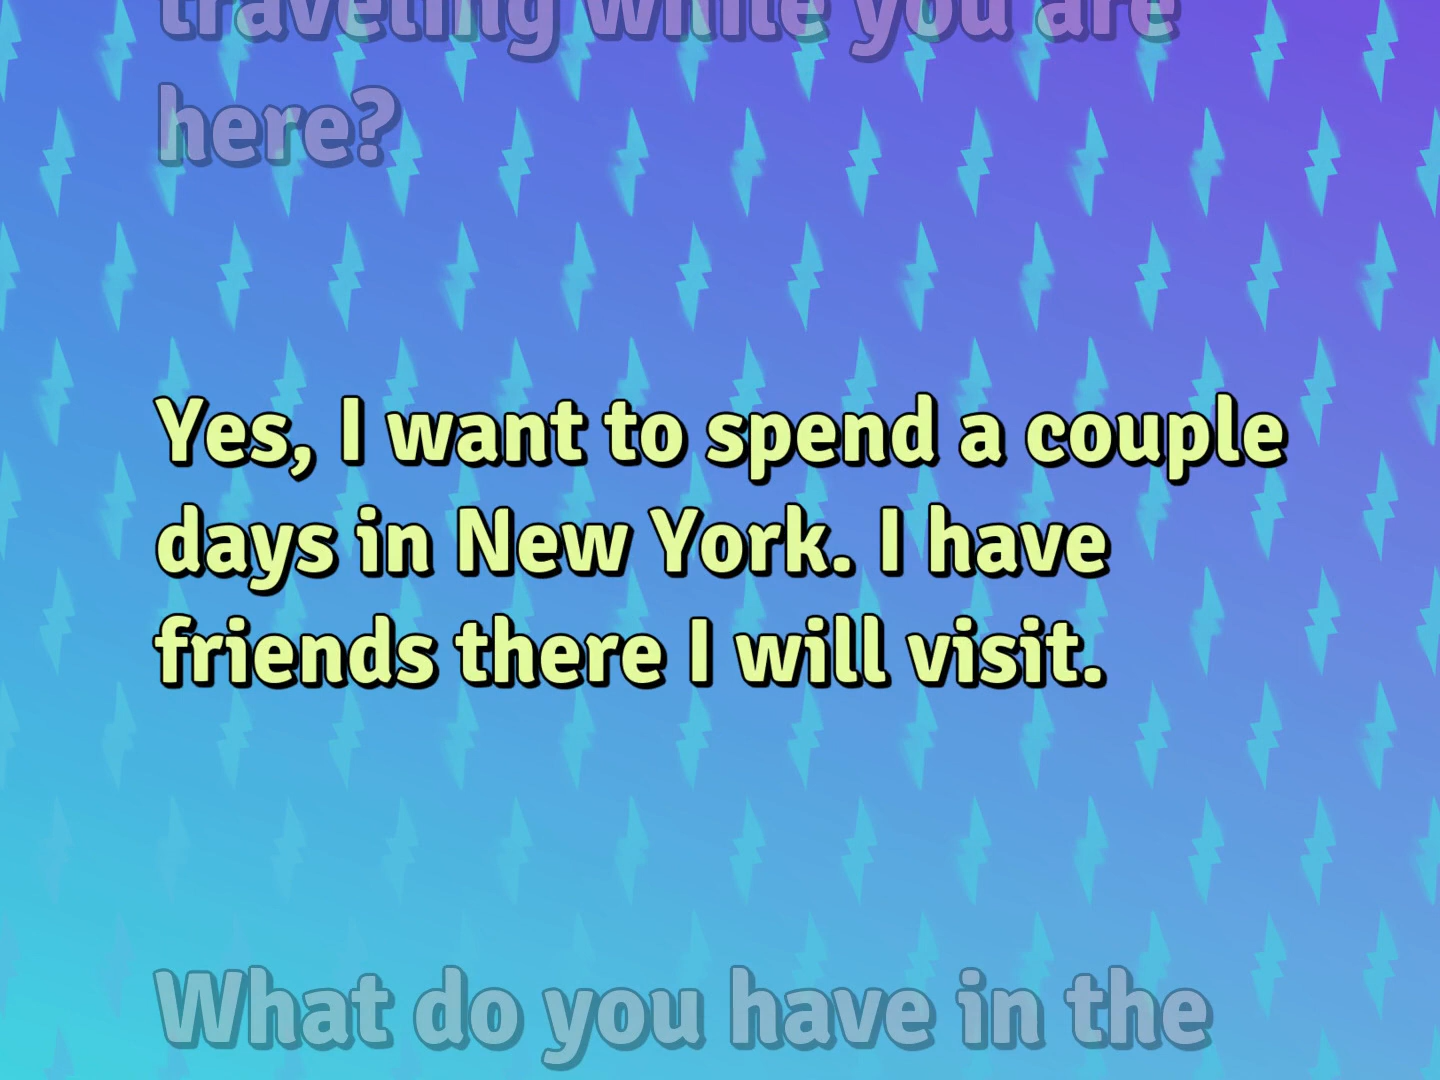 traveling while you are
here?
Yes, I want to spend a couple
days in New York. I have
friends there I will visit.
What do you have in the